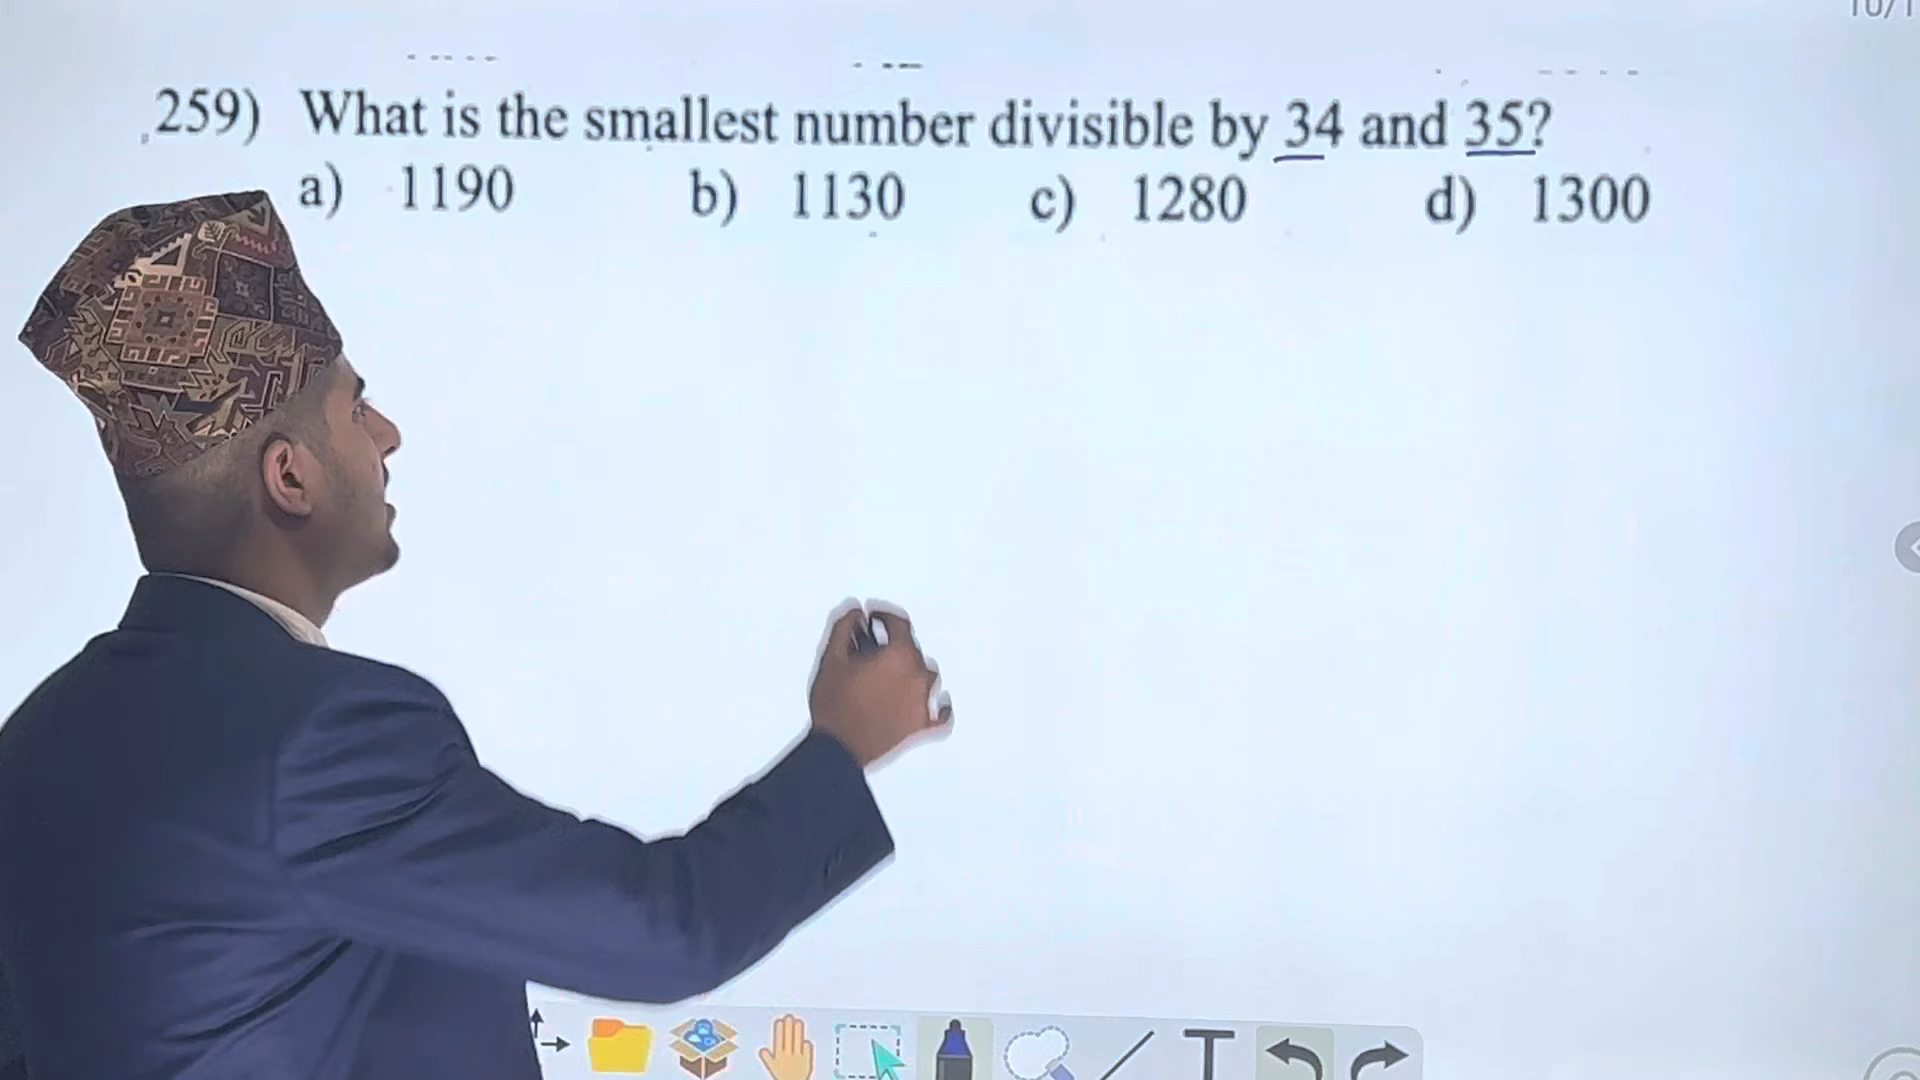 259) What is the smallest number divisible by 34 and 35?
a) 1190 b) 1130 c) 1280 d) 1300
T